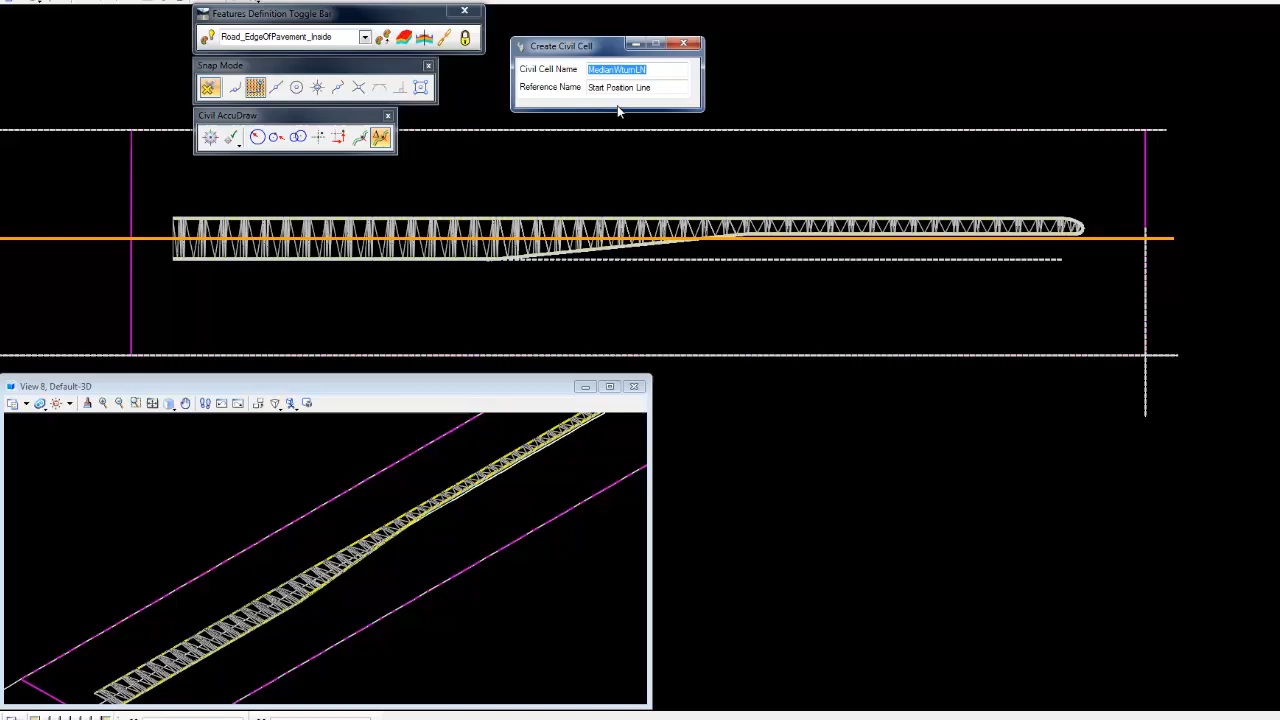 Features Definition Toggle Bar
Road_EdgeOfPavement_Inside
Snap Mode
Civil AccuDraw
Create Civil Cell
Civil Cell Name MedianWturnLN
Reference Name Start Position Line
View 8, Default-3D